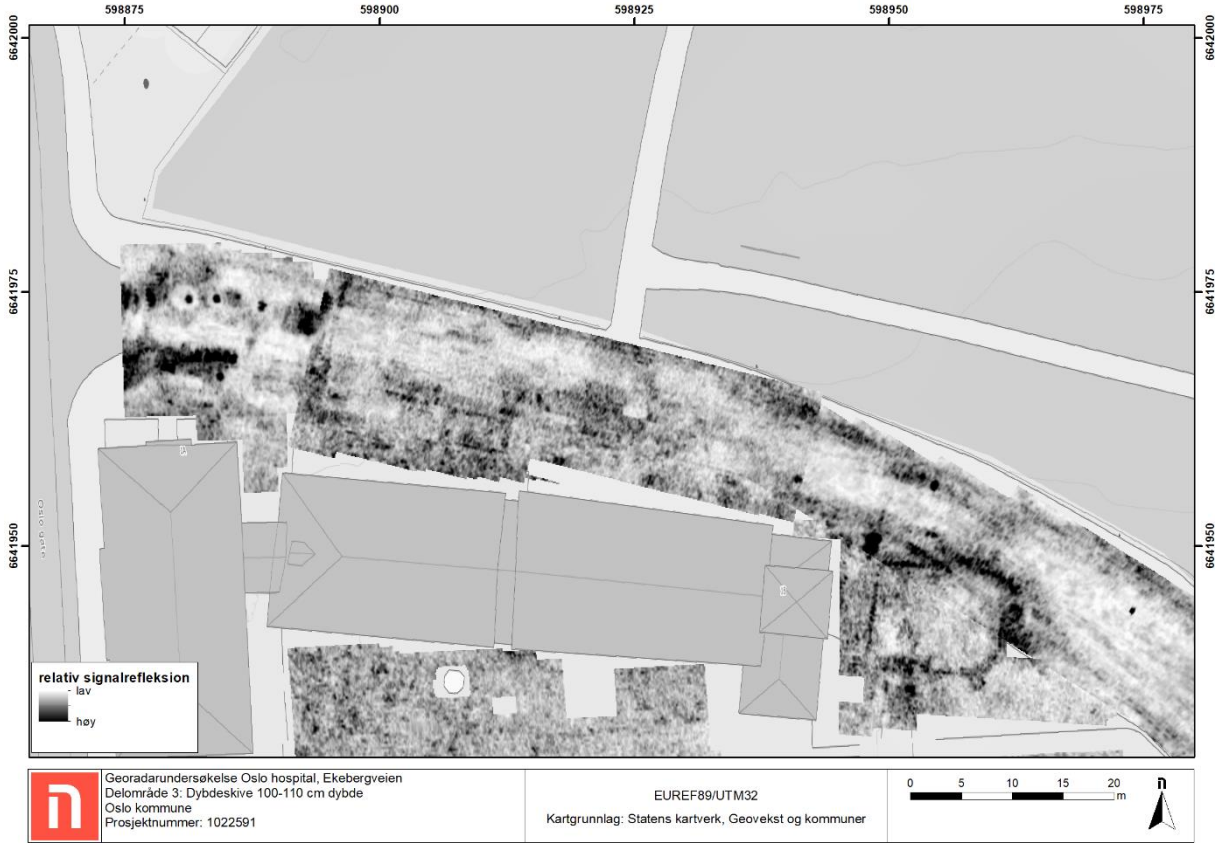 598875 598900 598925 598950 598975
6642000 6642000
6641975 6641975
6641950 6641950
Oslo gate
relativ signalrefleksion
lav
høy
Georadarundersøkelse Oslo hospital, Ekebergveien
Delområde 3: Dybdeskive 100-110 cm dybde
Oslo kommune
Prosjektnummer: 1022591
EUREF89/UTM32
Kartgrunnlag: Statens kartverk, Geovekst og kommuner
0 5 10 15 20
m
n